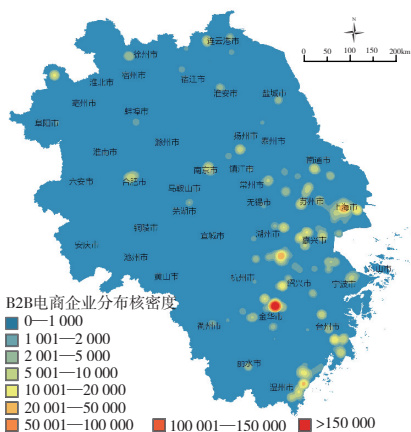 N
0 50 100 200km
连云港市
徐州市
宿州市
淮北市
宿迁市
淮安市
盐城市
亳州市
蚌埠市
阜阳市
扬州市
泰州市
滁州市
淮南市
南通市
南京市
镇江市
六安市
合肥市
马鞍山市
常州市
无锡市
苏州市
上海市
芜湖市
铜陵市
宣城市
湖州市
嘉兴市
安庆市
池州市
黄山市
杭州市
绍兴市
宁波市
舟山市
金华市
衢州市
台州市
丽水市
温州市
B2B电商企业分布核密度
0—1 000
1 001—2 000
2 001—5 000
5 001—10 000
10 001—20 000
20 001—50 000
50 001—100 000
100 001—150 000
>150 000